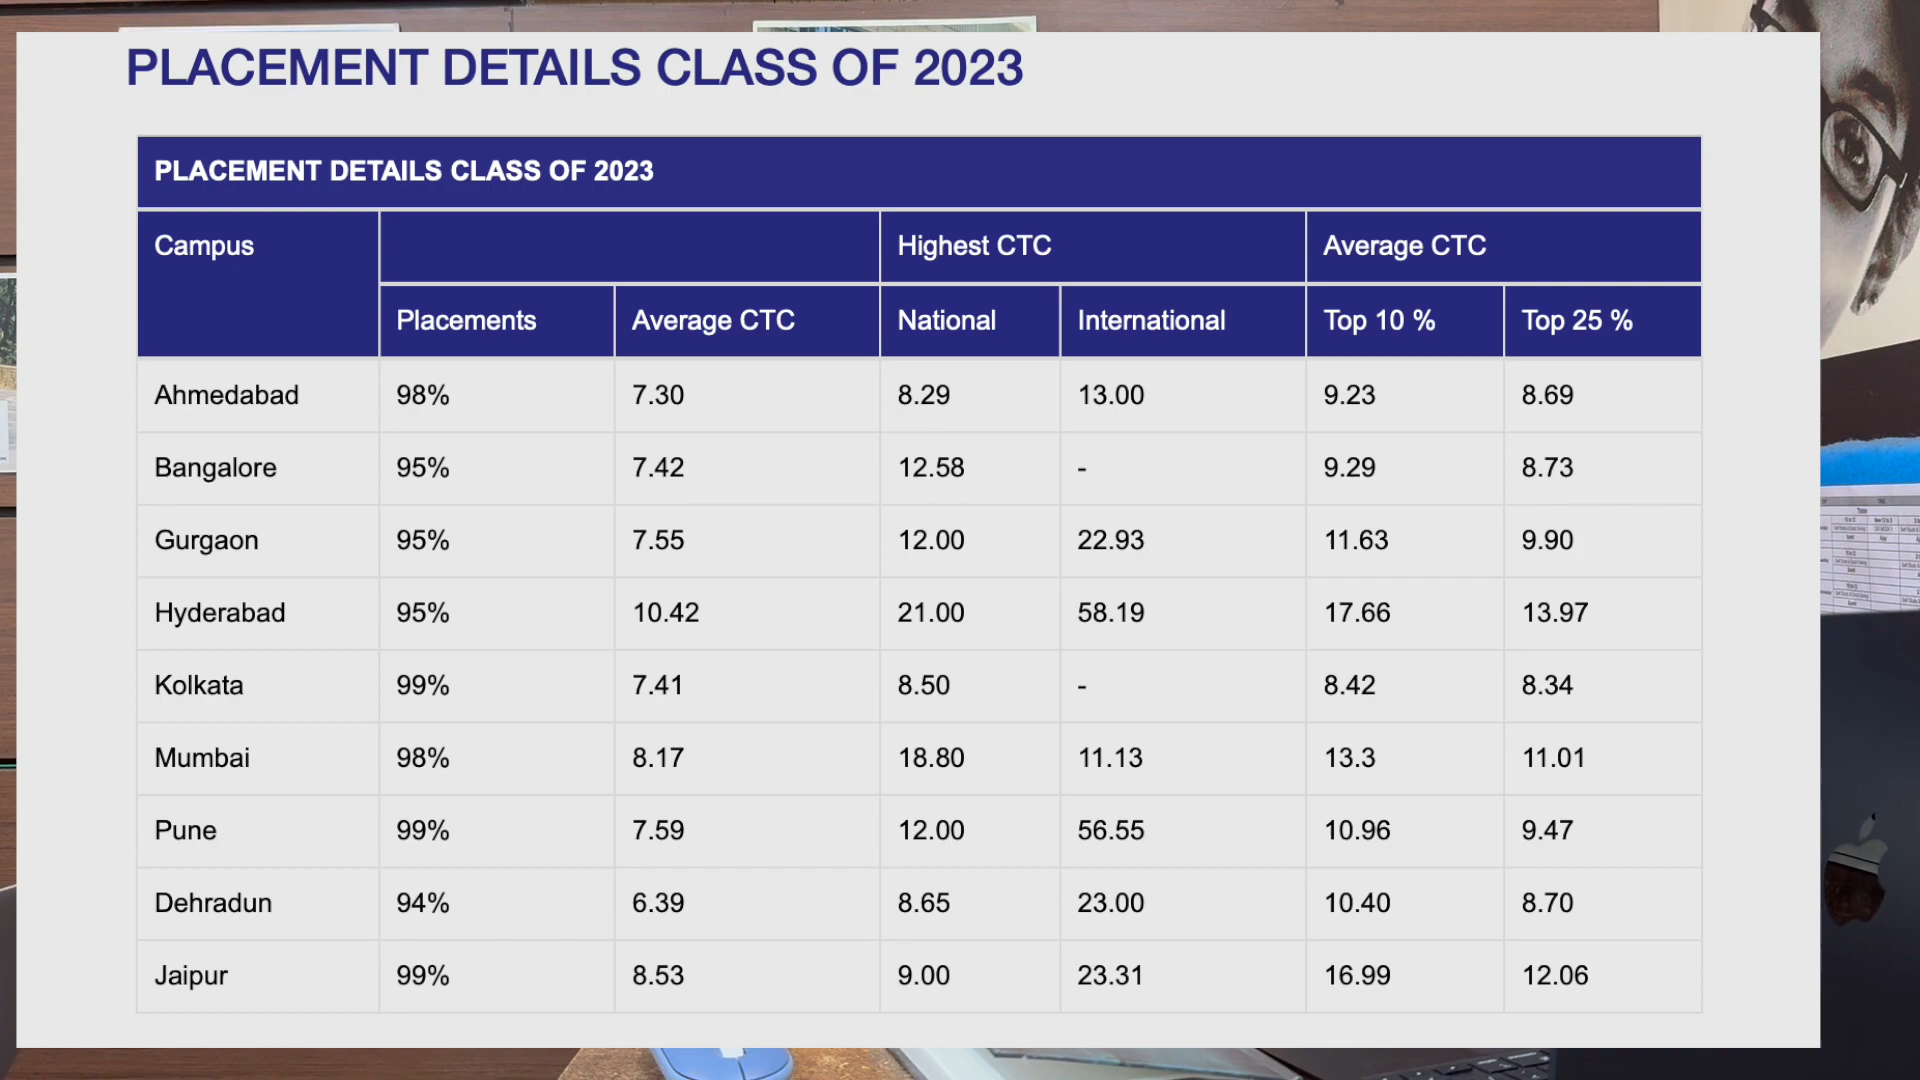 PLACEMENT DETAILS CLASS OF 2023
PLACEMENT DETAILS CLASS OF 2023
Campus Highest CTC Average CTC
Placements Average CTC National International Top 10 % Top 25 %
Ahmedabad 98% 7.30 8.29 13.00 9.23 8.69
Bangalore 95% 7.42 12.58 - 9.29 8.73
Gurgaon 95% 7.55 12.00 22.93 11.63 9.90
Hyderabad 95% 10.42 21.00 58.19 17.66 13.97
Kolkata 99% 7.41 8.50 - 8.42 8.34
Mumbai 98% 8.17 18.80 11.13 13.3 11.01
Pune 99% 7.59 12.00 56.55 10.96 9.47
Dehradun 94% 6.39 8.65 23.00 10.40 8.70
Jaipur 99% 8.53 9.00 23.31 16.99 12.06